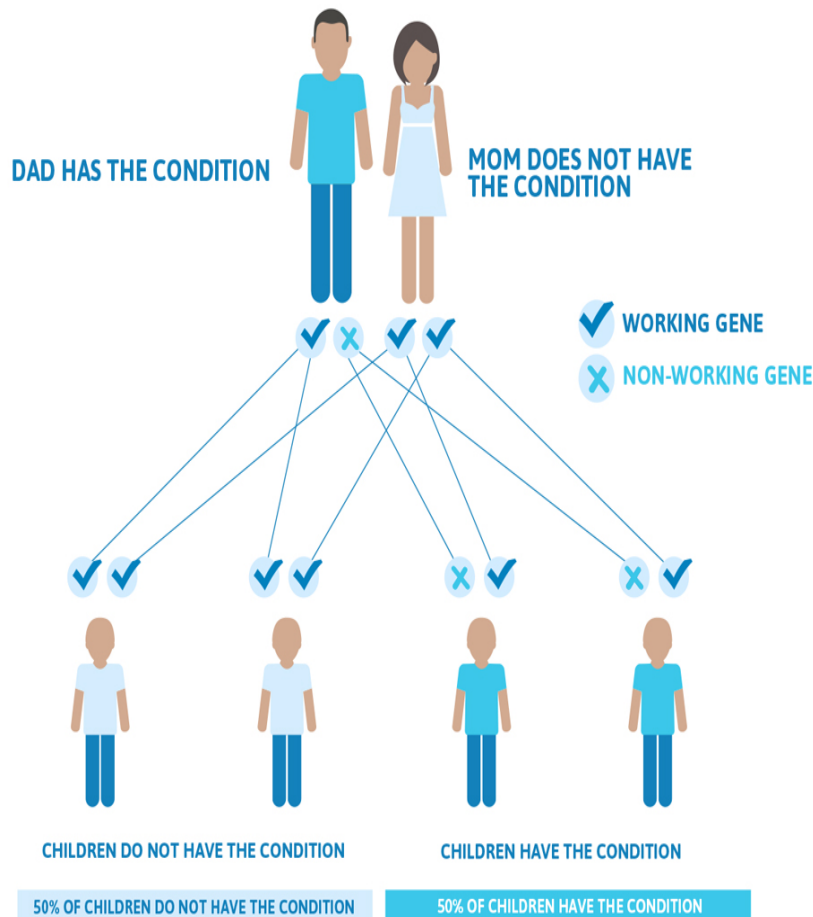 DAD HAS THE CONDITION
MOM DOES NOT HAVE
THE CONDITION
WORKING GENE
NON-WORKING GENE
CHILDREN DO NOT HAVE THE CONDITION
CHILDREN HAVE THE CONDITION
50% OF CHILDREN DO NOT HAVE THE CONDITION
50% OF CHILDREN HAVE THE CONDITION